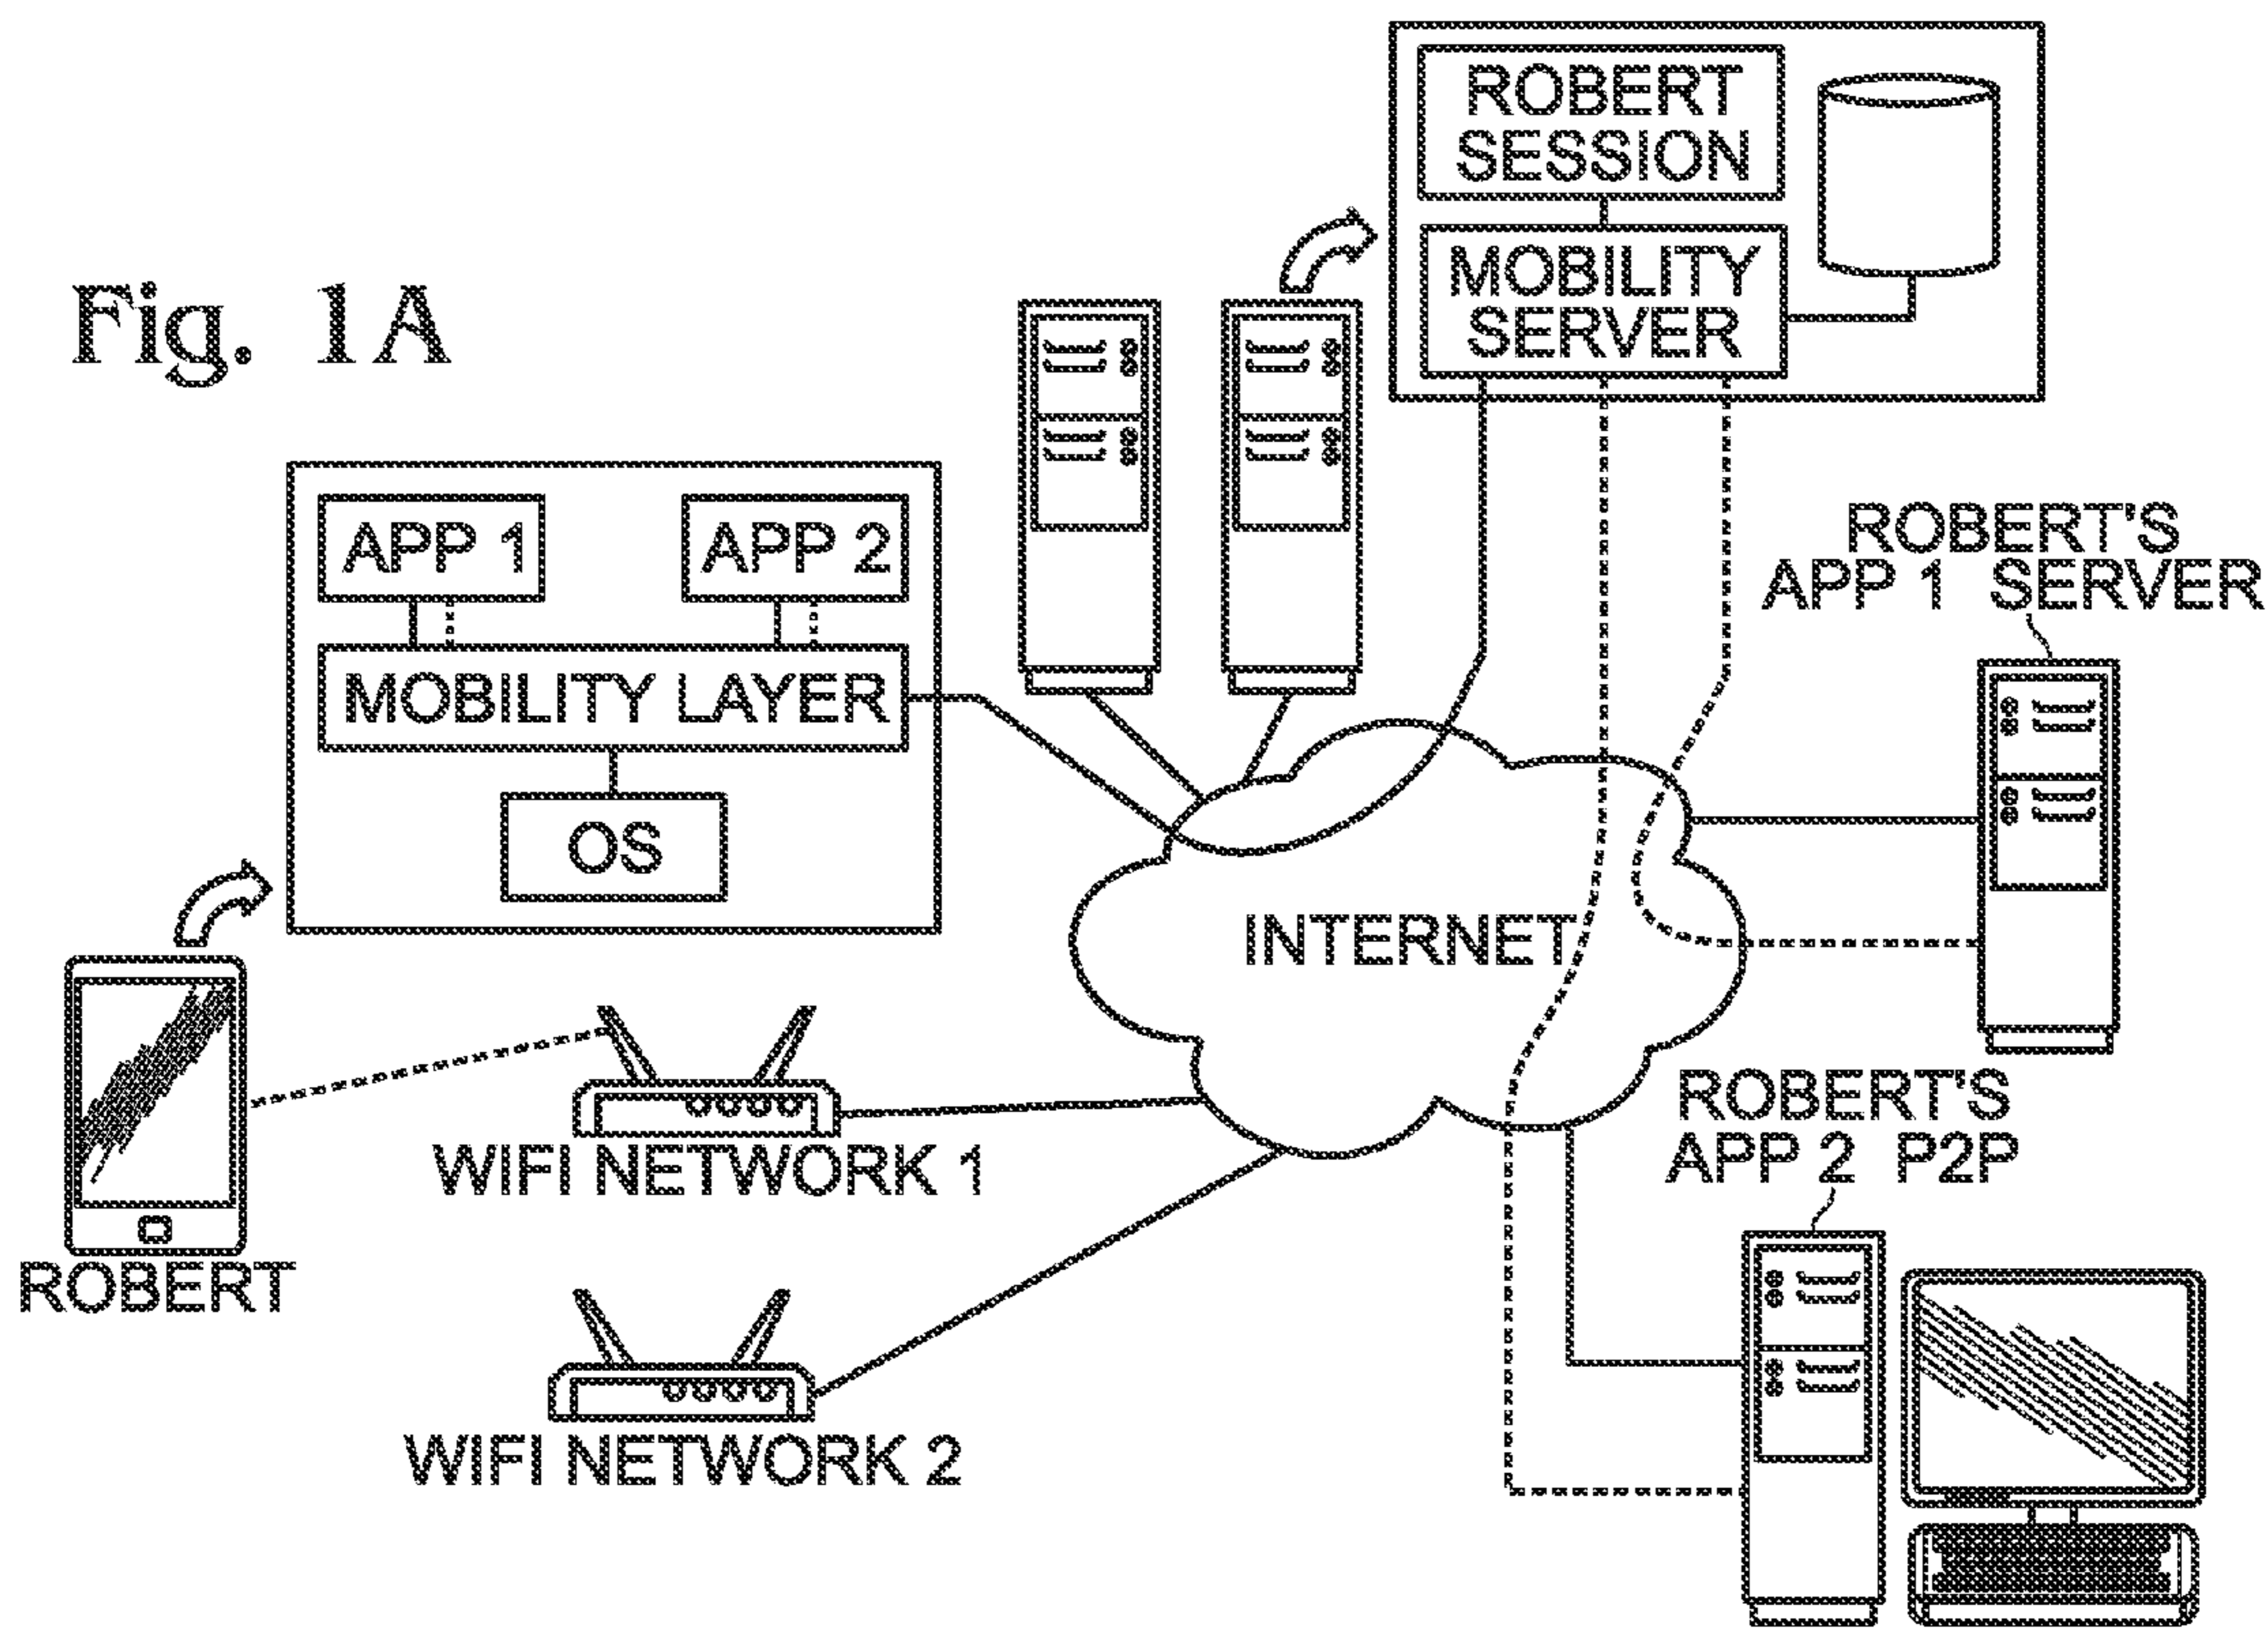 Fig. 1A
ROBERT
SESSION
MOBILITY
SERVER
APP 1
APP 2
MOBILITY LAYER
OS
ROBERT'S
APP 1 SERVER
INTERNET
WIFI NETWORK 1
ROBERT
WIFI NETWORK 2
ROBERT'S
APP 2 P2P